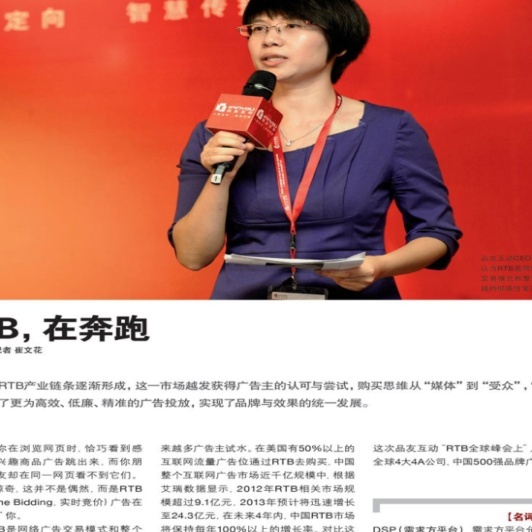 定向 智慧传
B，在奔跑
者 崔文花
RTB产业链条逐渐形成，这一市场越发获得广告主的认可与尝试，购买思维从“媒体”到“受众”，
了更为高效、低廉、精准的广告投放，实现了品牌与效果的统一发展。
你在浏览网页时，恰巧看到感
兴趣商品广告跳出来，而你朋
友却在同一网页看不到它们。
惊奇，这并不是偶然，而是RTB
me Bidding，实时竞价）广告在
你。
B是网络广告交易模式和整个
来越多广告主试水。在美国有50%以上的
互联网流量广告位通过RTB去购买，中国
整个互联网广告市场近千亿规模中，根据
艾瑞数据显示，2012年RTB相关市场规
模超过9.1亿元，2013年预计将迅速增长
至24.3亿元，在未来4年内，中国RTB市场
将保持每年100%以上的增长率。对比这
这次品友互动“RTB全球峰会上”，
全球4大4A公司，中国500强品牌广
【名词
DSP（需求方平台）需求方平台